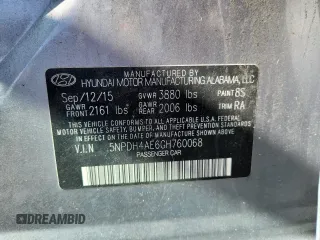 MANUFACTURED BY
HYUNDAI MOTOR MANUFACTURING ALABAMA, LLC
Sep/12/15 GVWR 3880 lbs PAINT 8S
GAWR FRONT 2161 lbs GAWR REAR 2006 lbs TRIM RA
THIS VEHICLE CONFORMS TO ALL APPLICABLE FEDERAL
MOTOR VEHICLE SAFETY, BUMPER, AND THEFT
PREVENTION STANDARDS IN EFFECT ON THE DATE OF
MANUFACTURE SHOWN ABOVE.
V.I.N 5NPDH4AE6GH760068
PASSENGER CAR
DREAMBID